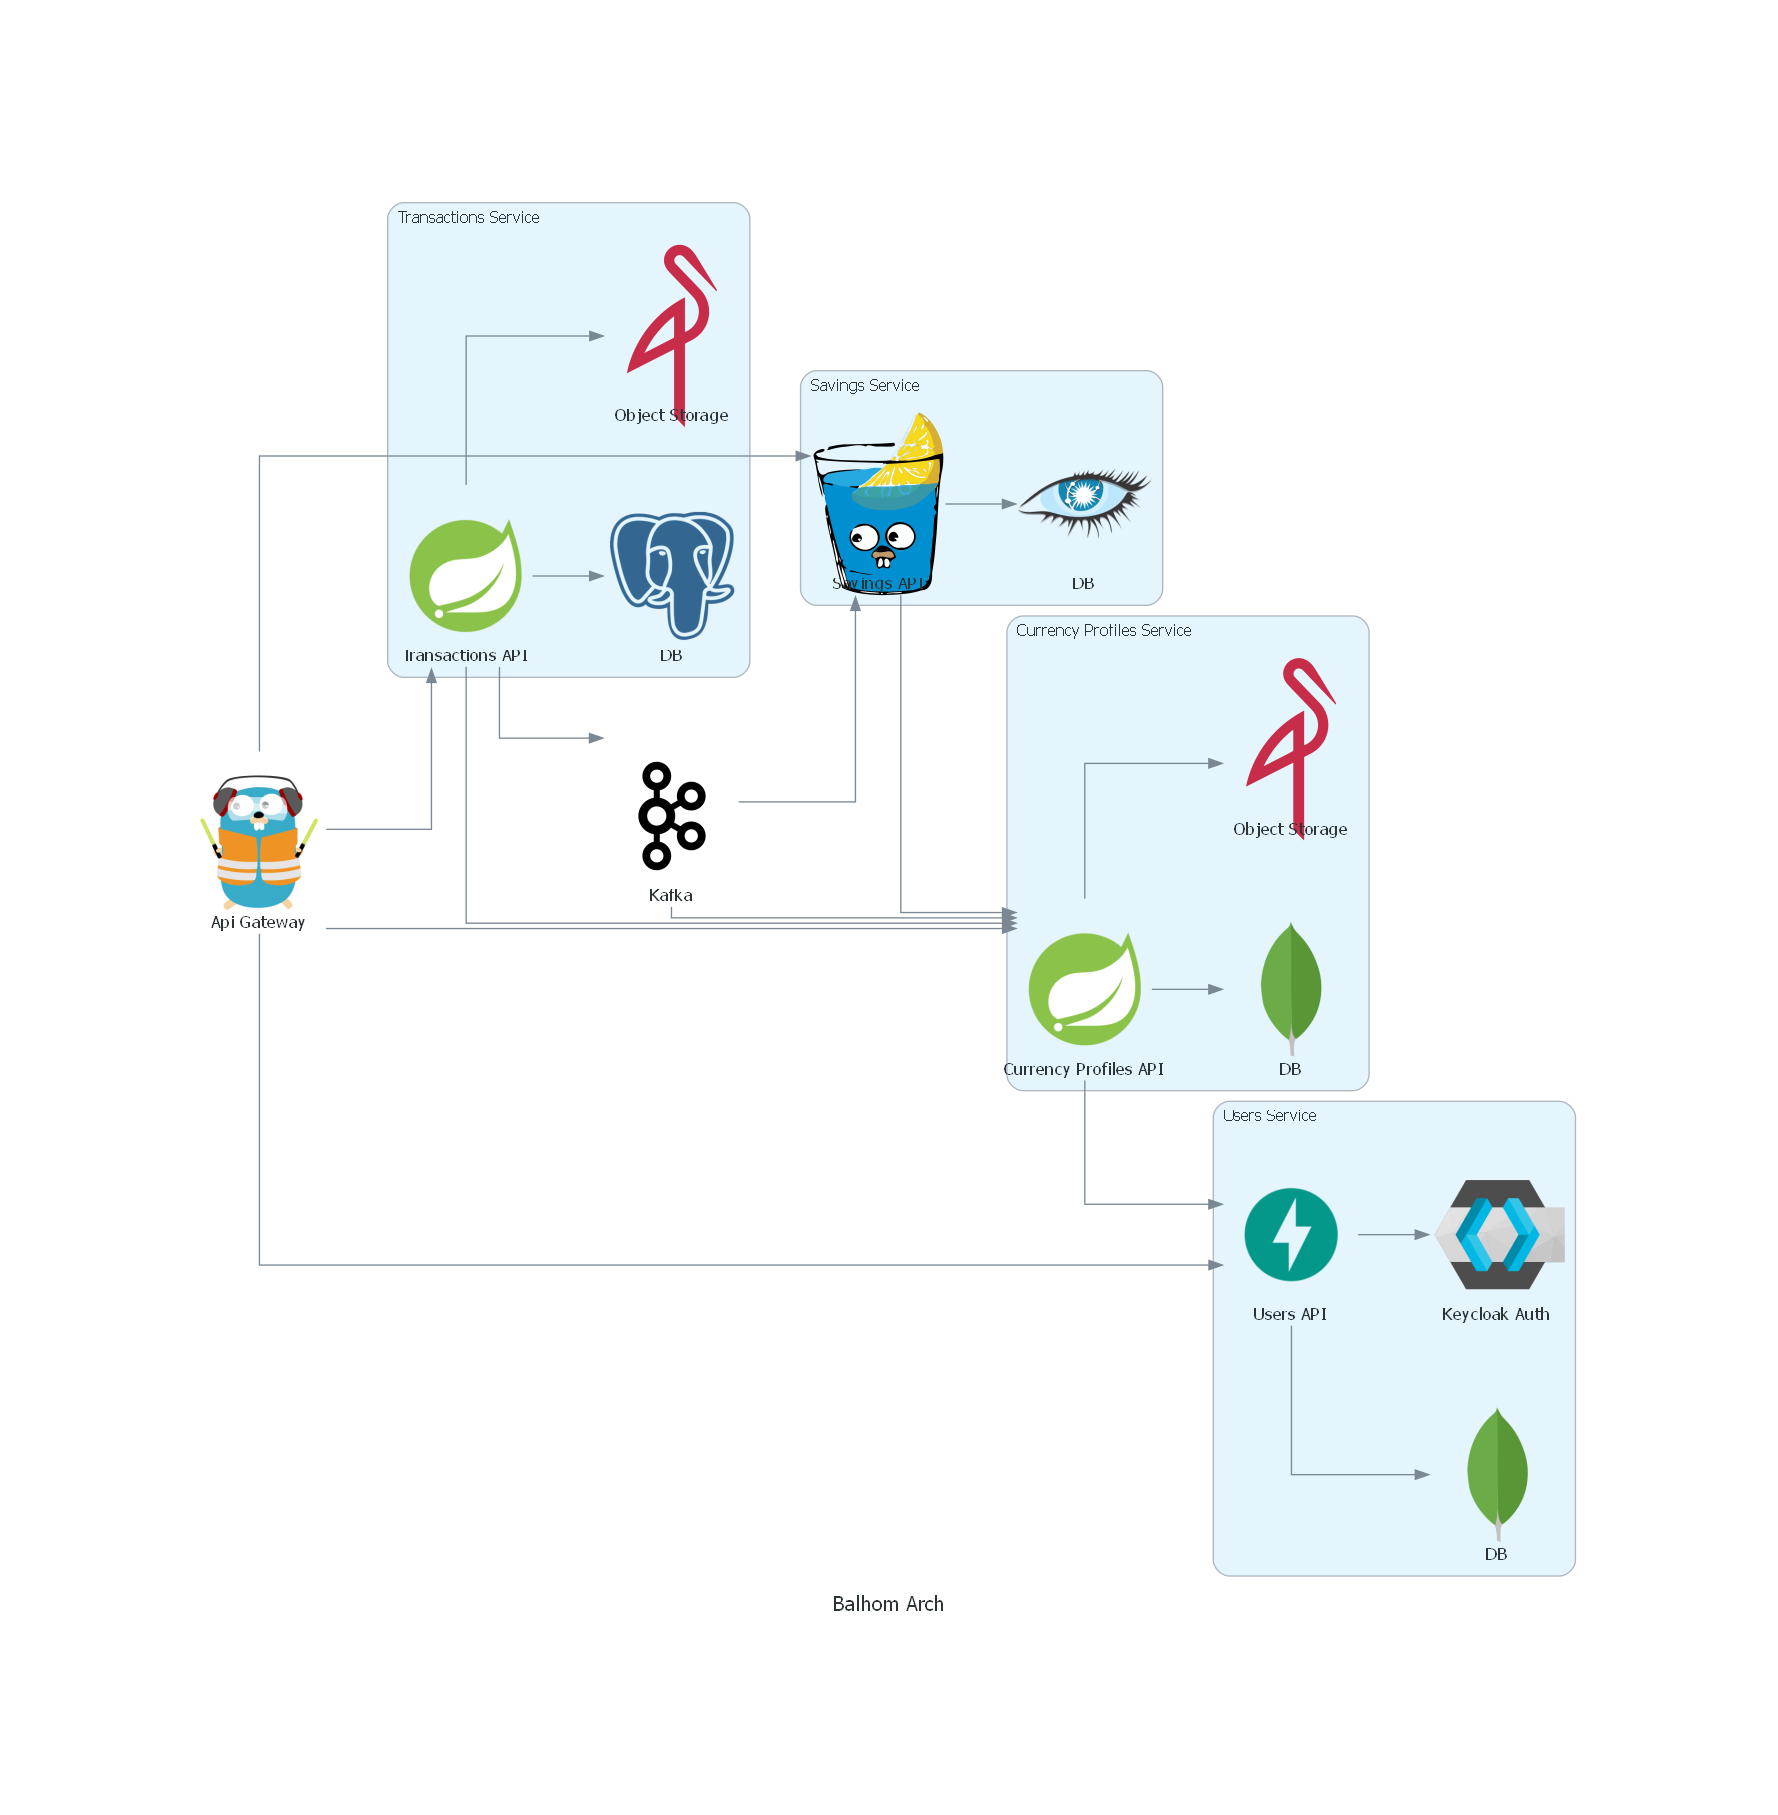 Transactions Service
Object Storage
Savings Service
Savings API
DB
Transactions API
DB
Currency Profiles Service
Object Storage
Kafka
Api Gateway
Currency Profiles API
DB
Users Service
Users API
Keycloak Auth
DB
Balhom Arch